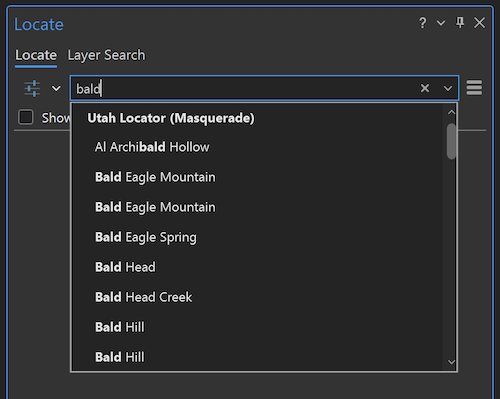 Locate
Locate Layer Search
bald
Show
Utah Locator (Masquerade)
Al Archibald Hollow
Bald Eagle Mountain
Bald Eagle Mountain
Bald Eagle Spring
Bald Head
Bald Head Creek
Bald Hill
Bald Hill